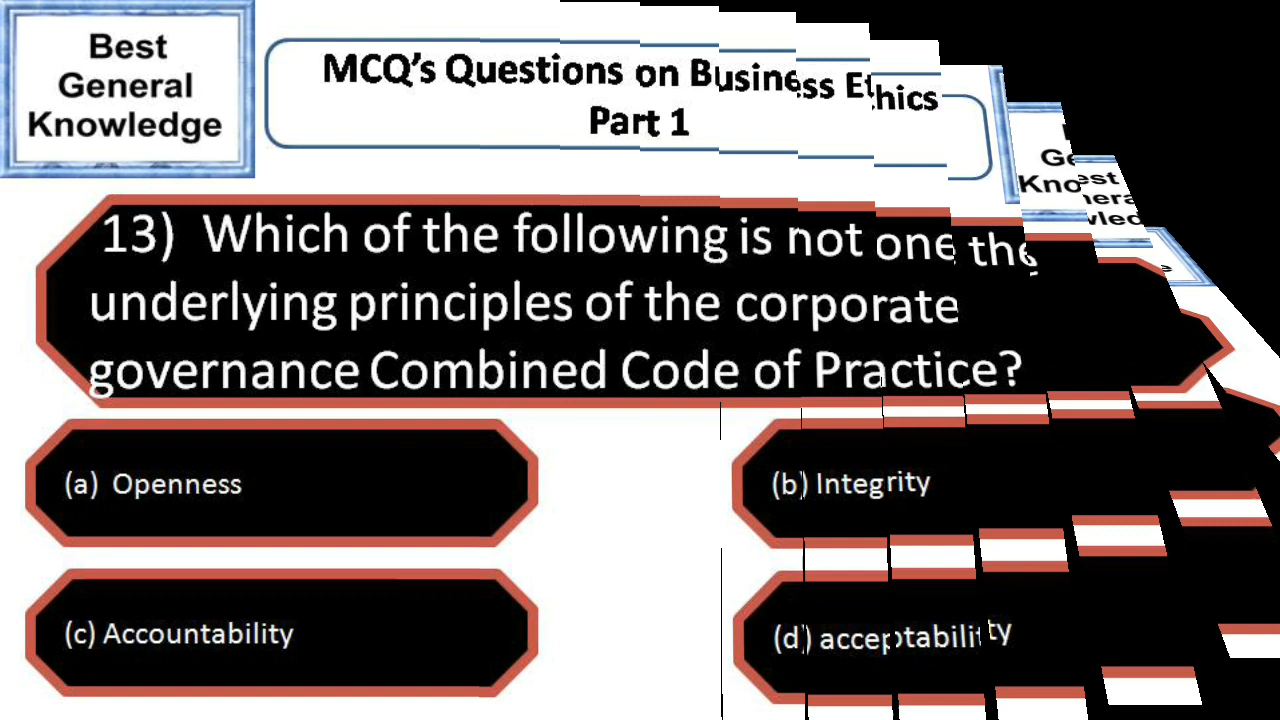 Best
General
Knowledge
MCQ's Questions on Business Ethics
Part 1
13) Which of the following is not one the
underlying principles of the corporate
governance Combined Code of Practice?
(a) Openness
(b) Integrity
(c) Accountability
(d) acceptability